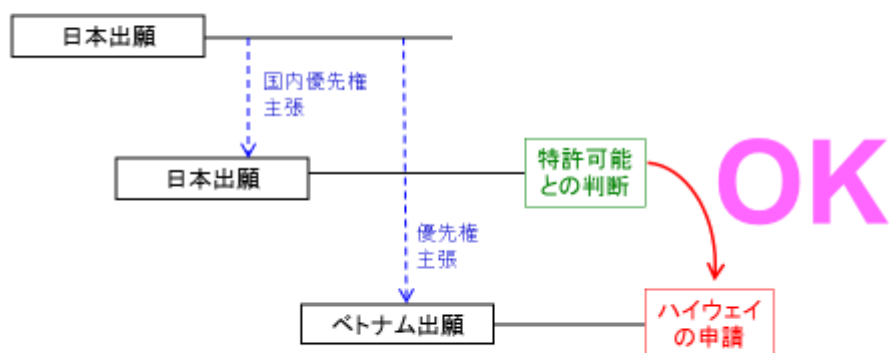 日本出願
国内優先権
主張
日本出願
特許可能
との判断
OK
優先権
主張
ベトナム出願
ハイウェイ
の申請